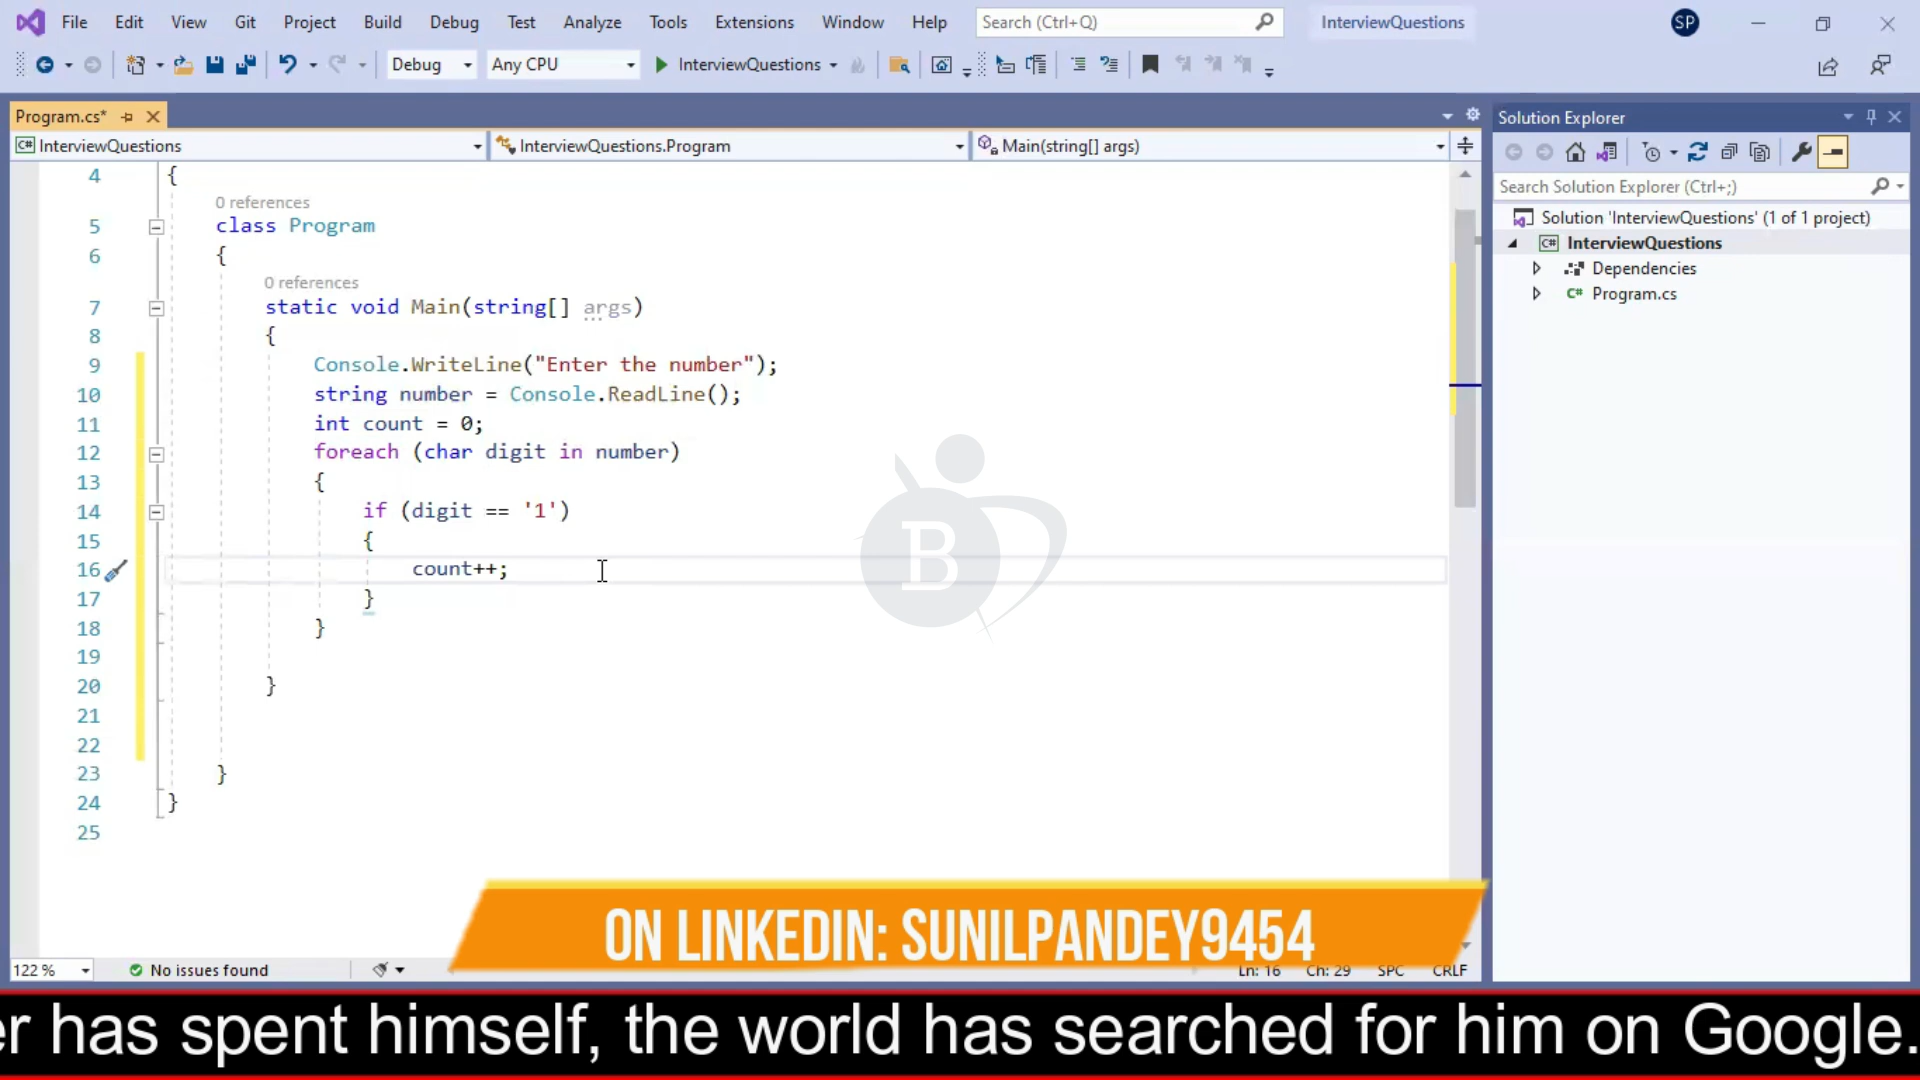 File Edit View Git Project Build Debug Test Analyze Tools Extensions Window Help Search (Ctrl+Q) InterviewQuestions SP
Debug Any CPU InterviewQuestions
Program.cs*
InterviewQuestions InterviewQuestions.Program Main(string[] args)
4 {
0 references
5 class Program
6 {
0 references
7 static void Main(string[] args)
8 {
9 Console.WriteLine("Enter the number");
10 string number = Console.ReadLine();
11 int count = 0;
12 foreach (char digit in number)
13 {
14 if (digit == '1')
15 {
16 count++;
17 }
18 }
19
20 }
21
22
23 }
24 }
25
B
Solution Explorer
Search Solution Explorer (Ctrl+;)
Solution 'InterviewQuestions' (1 of 1 project)
C# InterviewQuestions
Dependencies
C# Program.cs
ON LINKEDIN: SUNILPANDEY9454
122 % No issues found Ln: 16 Ch: 29 SPC CRLF
er has spent himself, the world has searched for him on Google.